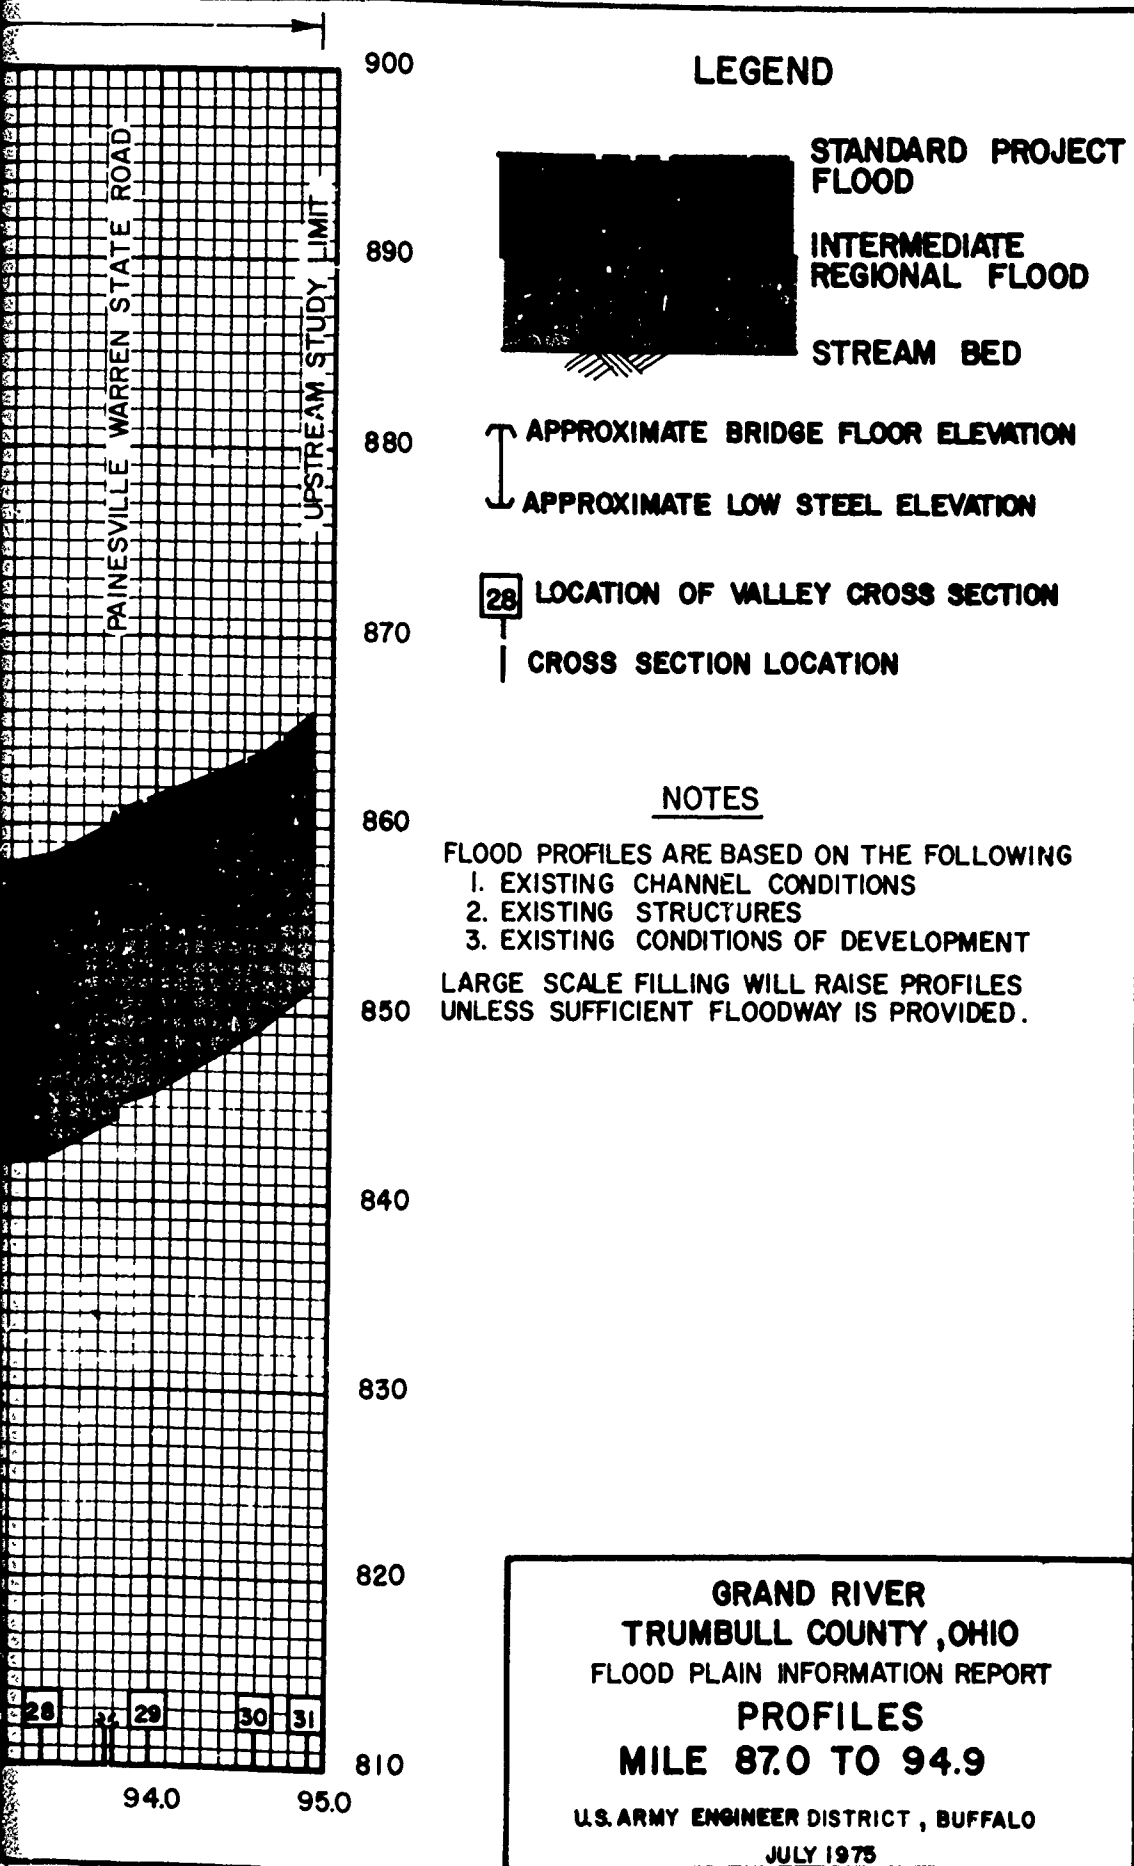 900
890
880
870
860
850
840
830
820
810
PAINESVILLE WARREN STATE ROAD
UPSTREAM STUDY LIMIT
28
29
30
31
94.0
95.0
LEGEND
STANDARD PROJECT
FLOOD
INTERMEDIATE
REGIONAL FLOOD
STREAM BED
APPROXIMATE BRIDGE FLOOR ELEVATION
APPROXIMATE LOW STEEL ELEVATION
28 LOCATION OF VALLEY CROSS SECTION
CROSS SECTION LOCATION
NOTES
FLOOD PROFILES ARE BASED ON THE FOLLOWING
1. EXISTING CHANNEL CONDITIONS
2. EXISTING STRUCTURES
3. EXISTING CONDITIONS OF DEVELOPMENT
LARGE SCALE FILLING WILL RAISE PROFILES
UNLESS SUFFICIENT FLOODWAY IS PROVIDED.
GRAND RIVER
TRUMBULL COUNTY, OHIO
FLOOD PLAIN INFORMATION REPORT
PROFILES
MILE 87.0 TO 94.9
U.S. ARMY ENGINEER DISTRICT, BUFFALO
JULY 1975